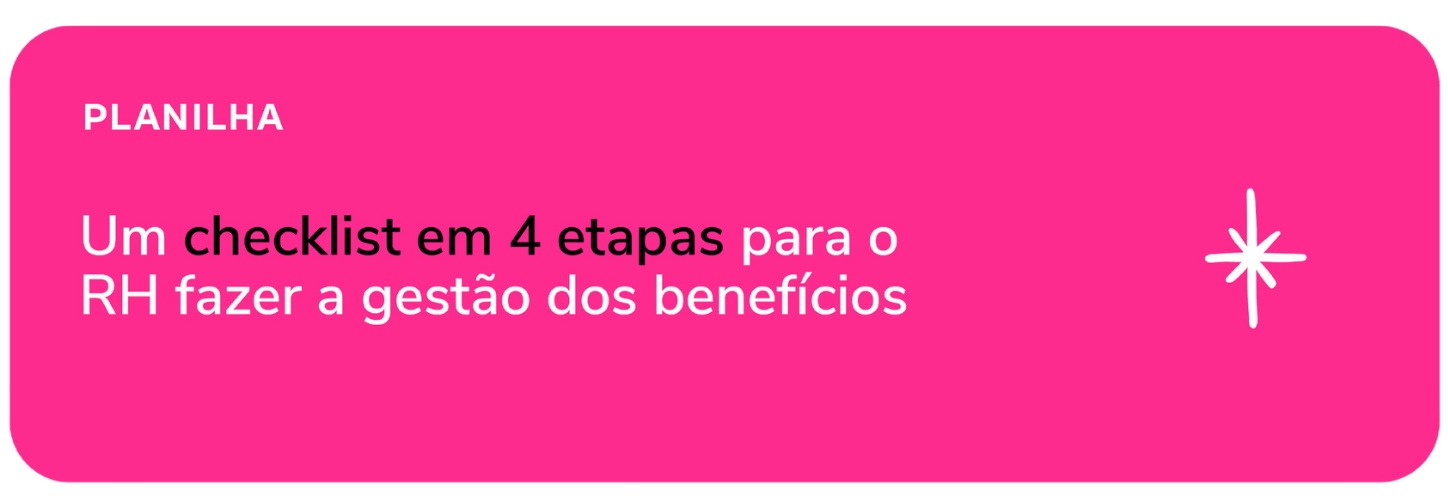 PLANILHA
Um checklist em 4 etapas para o
RH fazer a gestão dos benefícios